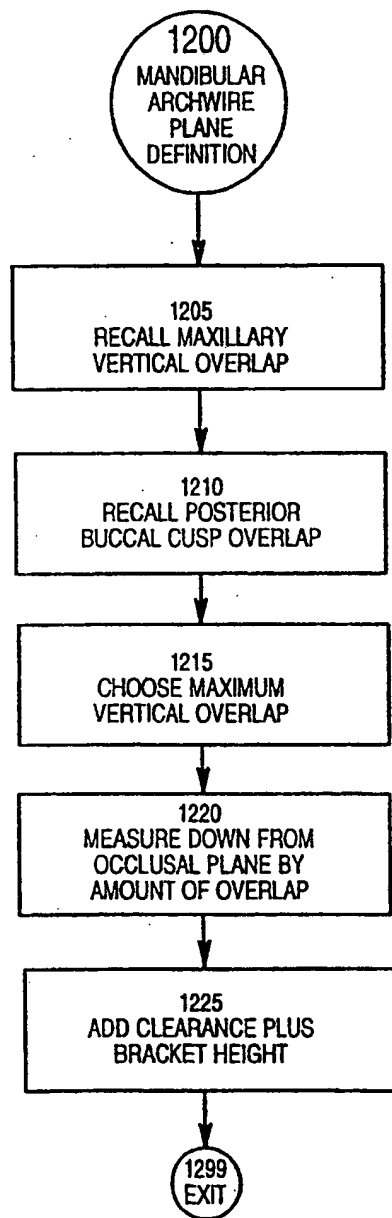 1200
MANDIBULAR
ARCHWIRE
PLANE
DEFINITION
1205
RECALL MAXILLARY
VERTICAL OVERLAP
1210
RECALL POSTERIOR
BUCCAL CUSP OVERLAP
1215
CHOOSE MAXIMUM
VERTICAL OVERLAP
1220
MEASURE DOWN FROM
OCCLUSAL PLANE BY
AMOUNT OF OVERLAP
1225
ADD CLEARANCE PLUS
BRACKET HEIGHT
1299
EXIT